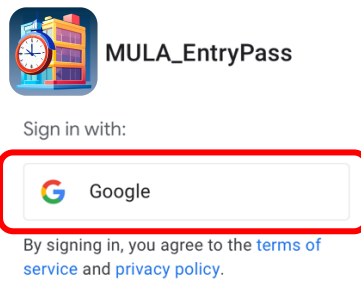 MULA_EntryPass
Sign in with:
Google
By signing in, you agree to the terms of
service and privacy policy.